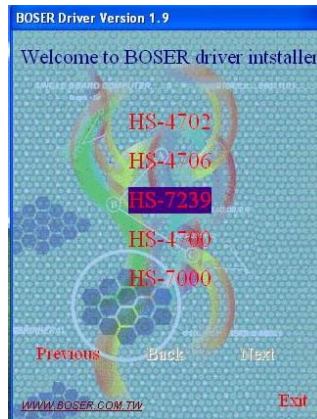 BOSER Driver Version 1.9
Welcome to BOSER driver intstaller
HS-4702
HS-4706
HS-7239
HS-4700
HS-7000
Previous Back Next
WWW.BOSER.COM.TW Exit